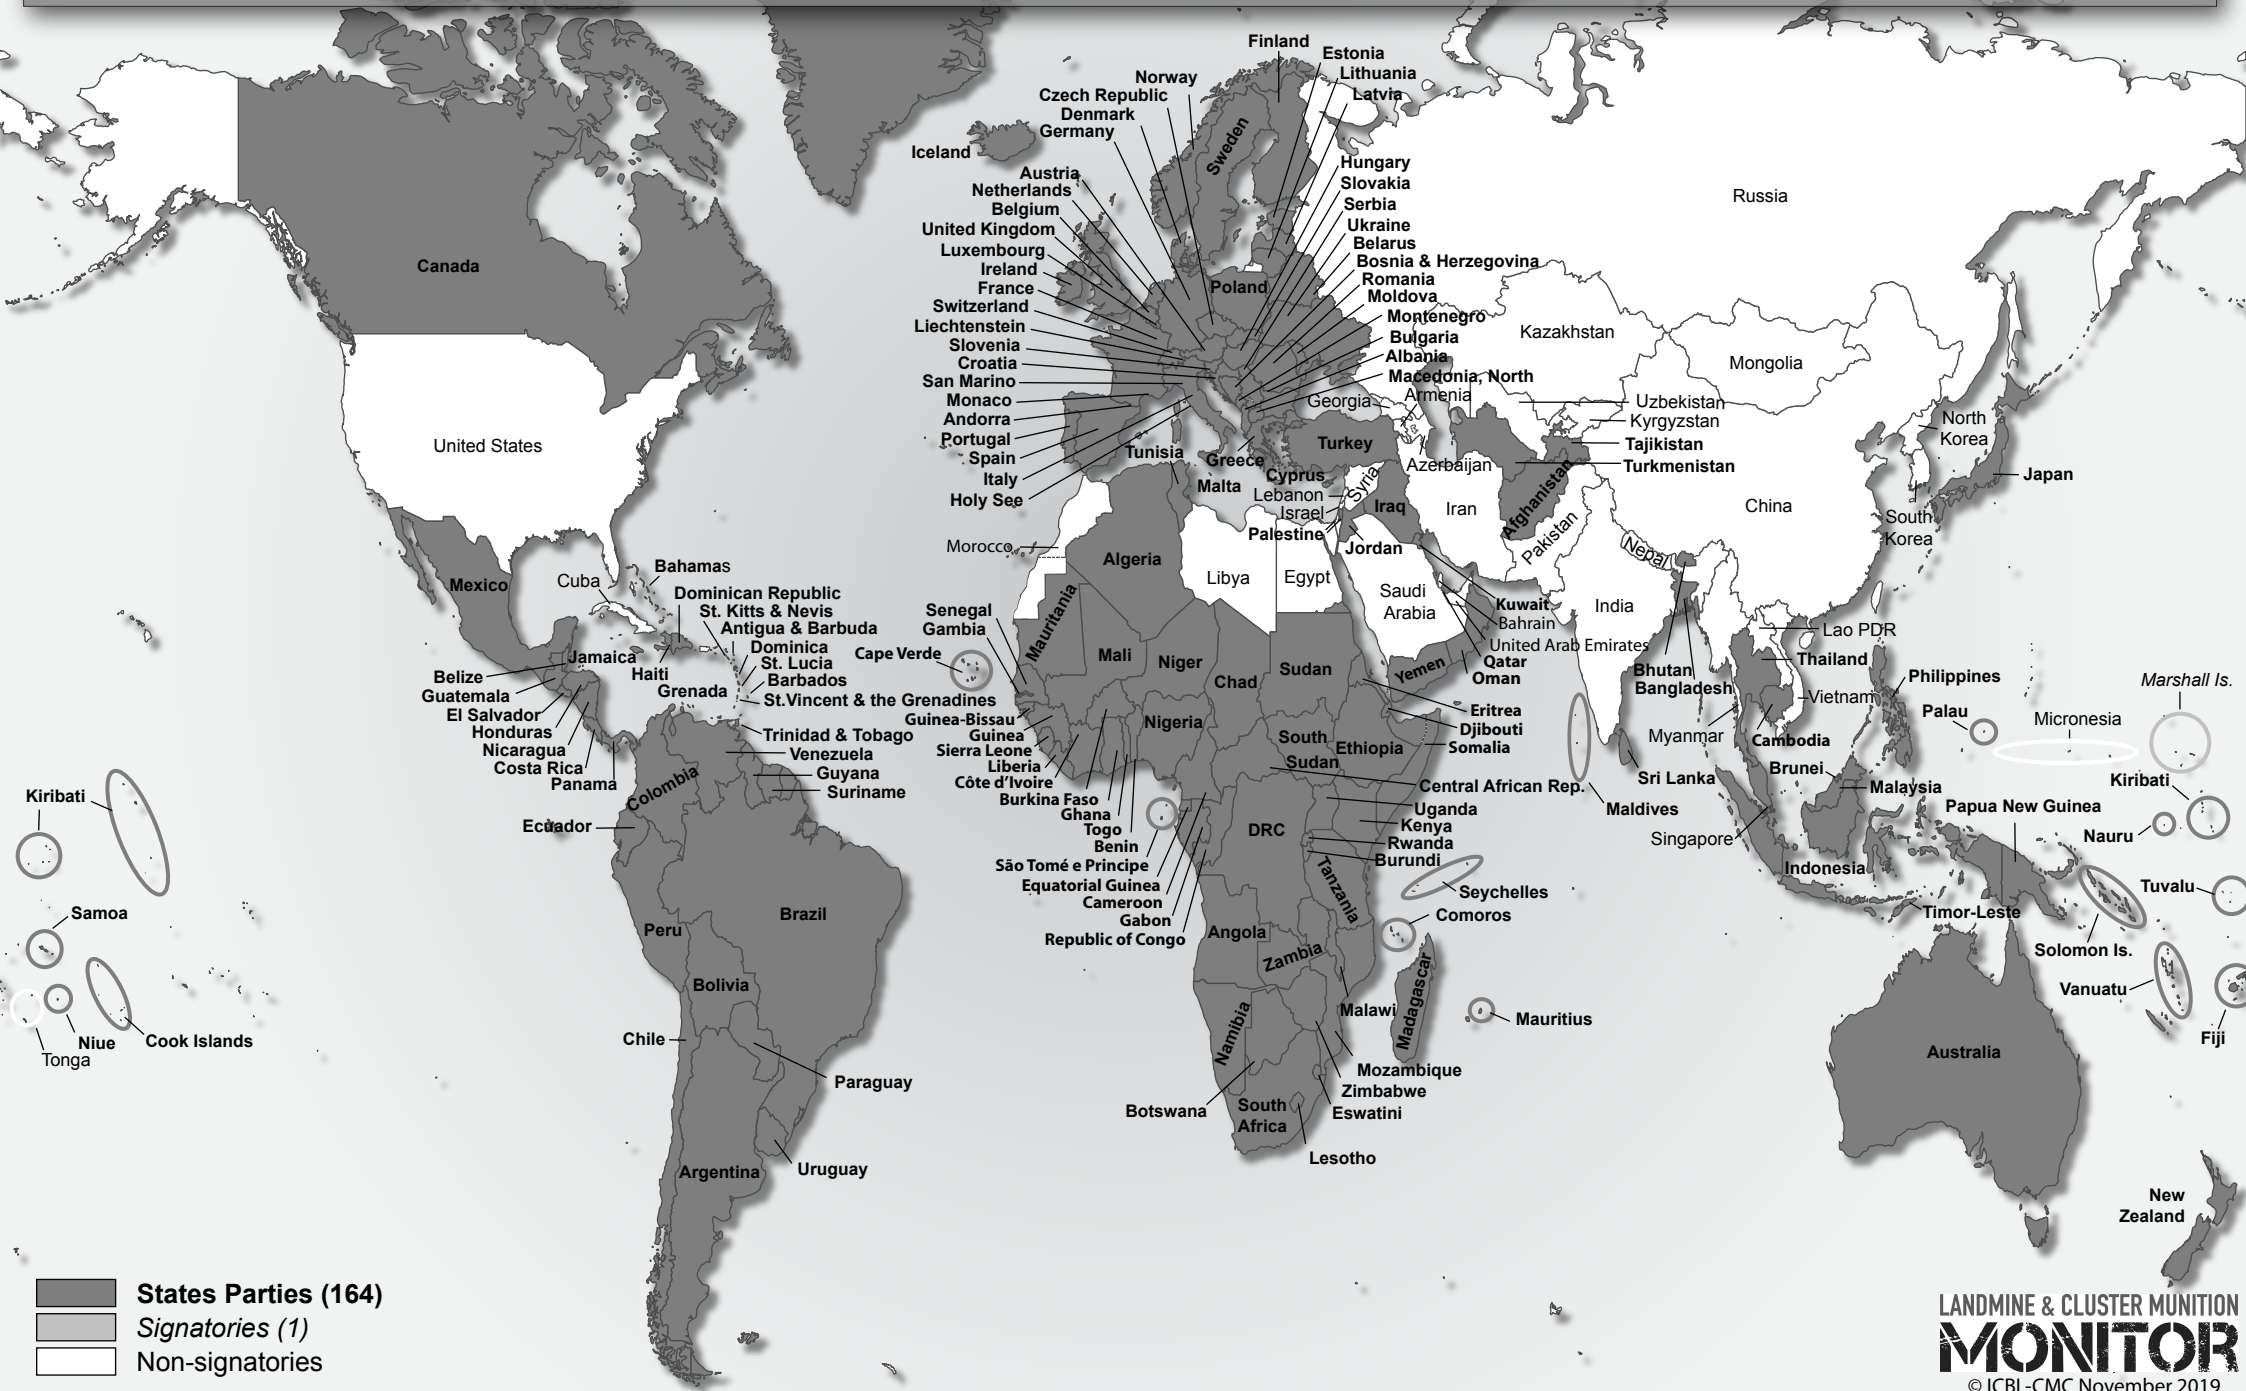 Finland
Estonia
Lithuania
Latvia
Norway
Czech Republic
Denmark
Germany
Iceland
Sweden
Austria
Netherlands
Belgium
United Kingdom
Luxembourg
Ireland
France
Switzerland
Liechtenstein
Slovenia
Croatia
San Marino
Monaco
Andorra
Portugal
Spain
Italy
Holy See
Hungary
Slovakia
Serbia
Ukraine
Belarus
Bosnia & Herzegovina
Romania
Moldova
Montenegro
Bulgaria
Albania
Macedonia, North
Armenia
Georgia
Poland
Russia
Canada
United States
Kazakhstan
Mongolia
Uzbekistan
Kyrgyzstan
Tajikistan
Turkmenistan
North
Korea
Japan
China
South
Korea
Turkey
Azerbaijan
Tunisia
Greece
Malta
Cyprus
Lebanon
Israel
Syria
Palestine
Iraq
Jordan
Iran
Afghanistan
Pakistan
Nepal
Morocco
Algeria
Libya
Egypt
Saudi
Arabia
Kuwait
Bahrain
United Arab Emirates
Qatar
Oman
Yemen
India
Bhutan
Bangladesh
Lao PDR
Thailand
Vietnam
Myanmar
Cambodia
Philippines
Palau
Micronesia
Marshall Is.
Kiribati
Nauru
Tuvalu
Sri Lanka
Maldives
Brunei
Malaysia
Singapore
Indonesia
Papua New Guinea
Timor-Leste
Solomon Is.
Vanuatu
Fiji
Australia
New
Zealand
Mexico
Cuba
Bahamas
Dominican Republic
St. Kitts & Nevis
Antigua & Barbuda
Dominica
St. Lucia
Barbados
St.Vincent & the Grenadines
Jamaica
Haiti
Grenada
Trinidad & Tobago
Venezuela
Guyana
Suriname
Belize
Guatemala
El Salvador
Honduras
Nicaragua
Costa Rica
Panama
Colombia
Ecuador
Peru
Brazil
Bolivia
Chile
Paraguay
Argentina
Uruguay
Kiribati
Samoa
Niue
Tonga
Cook Islands
Senegal
Gambia
Cape Verde
Guinea-Bissau
Guinea
Sierra Leone
Liberia
Côte d'Ivoire
Burkina Faso
Ghana
Togo
Benin
São Tomé e Principe
Equatorial Guinea
Cameroon
Gabon
Republic of Congo
Mauritania
Mali
Niger
Chad
Sudan
Nigeria
South
Sudan
Ethiopia
Eritrea
Djibouti
Somalia
Central African Rep.
Uganda
Kenya
Rwanda
Burundi
DRC
Tanzania
Seychelles
Comoros
Angola
Zambia
Malawi
Madagascar
Mauritius
Namibia
Mozambique
Zimbabwe
Eswatini
Botswana
South
Africa
Lesotho
States Parties (164)
Signatories (1)
Non-signatories
LANDMINE & CLUSTER MUNITION
MONITOR
© ICBL-CMC November 2019